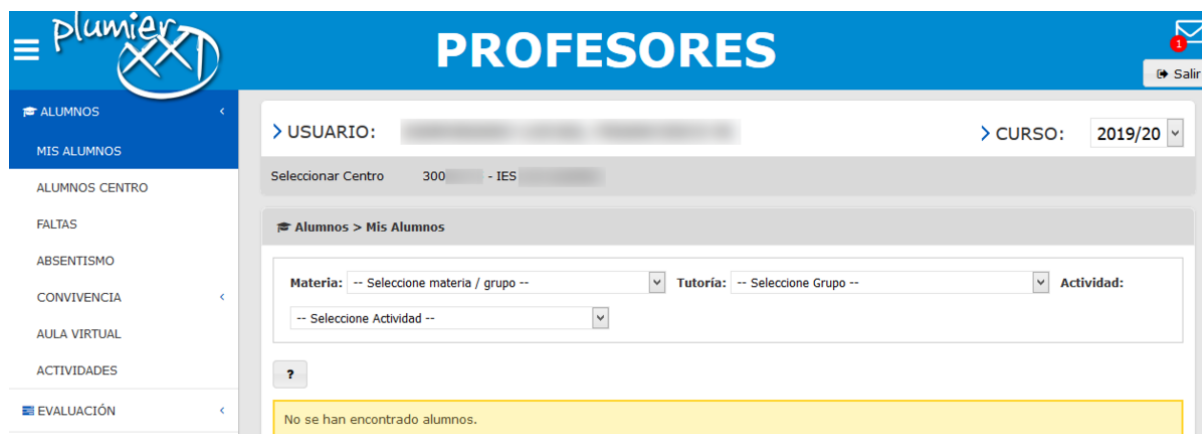 plumier
XXI
PROFESORES
1
Salir
ALUMNOS
MIS ALUMNOS
ALUMNOS CENTRO
FALTAS
ABSENTISMO
CONVIVENCIA
AULA VIRTUAL
ACTIVIDADES
EVALUACIÓN
USUARIO:
CURSO: 2019/20
Seleccionar Centro 300 - IES
Alumnos > Mis Alumnos
Materia: -- Seleccione materia / grupo -- Tutoría: -- Seleccione Grupo -- Actividad:
-- Seleccione Actividad --
?
No se han encontrado alumnos.